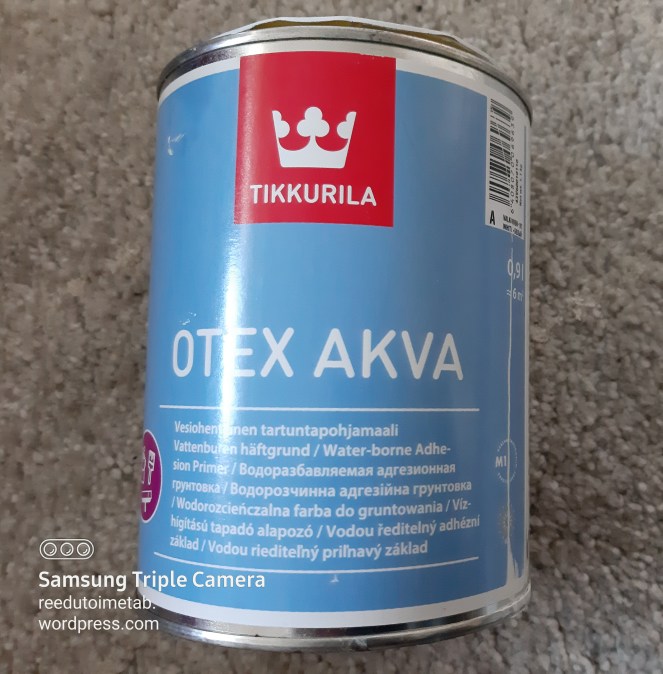 TIKKURILA
A
0,9 l
OTEX AKVA
Vesiohenteinen tartuntapohjamaali
Vattenburen häftgrund / Water-borne Adhe-
sion Primer / Водоразбавляемая адгезионная
грунтовка / Водорозчинна адгезійна грунтовка
/ Wodorozcieńczalna farba do gruntowania / Víz-
hígítású tapadó alapozó / Vodou ředitelný adhézní
základ / Vodou riediteľný priľnavý základ
M1
Samsung Triple Camera
reedutoimetab.
wordpress.com